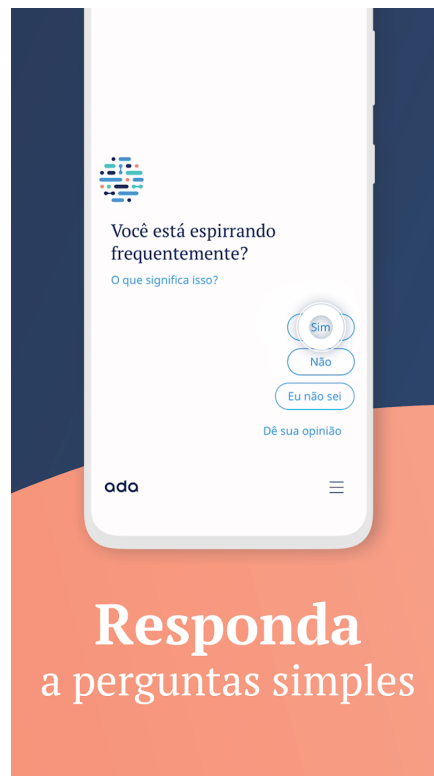 Você está espirrando
frequentemente?
O que significa isso?
Sim
Não
Eu não sei
Dê sua opinião
ada
Responda
a perguntas simples